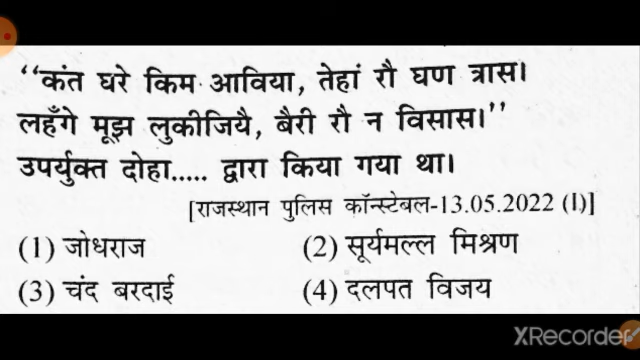 “कंत घरे किम आविया, तेहां रौ घण त्रास।
लहँगे मूझ लुकीजियै, बैरी रौ न विसास।”
उपर्युक्त दोहा..... द्वारा किया गया था।
[राजस्थान पुलिस कॉन्स्टेबल-13.05.2022 (I)]
(1) जोधराज (2) सूर्यमल्ल मिश्रण
(3) चंद बरदाई (4) दलपत विजय
XRecorder